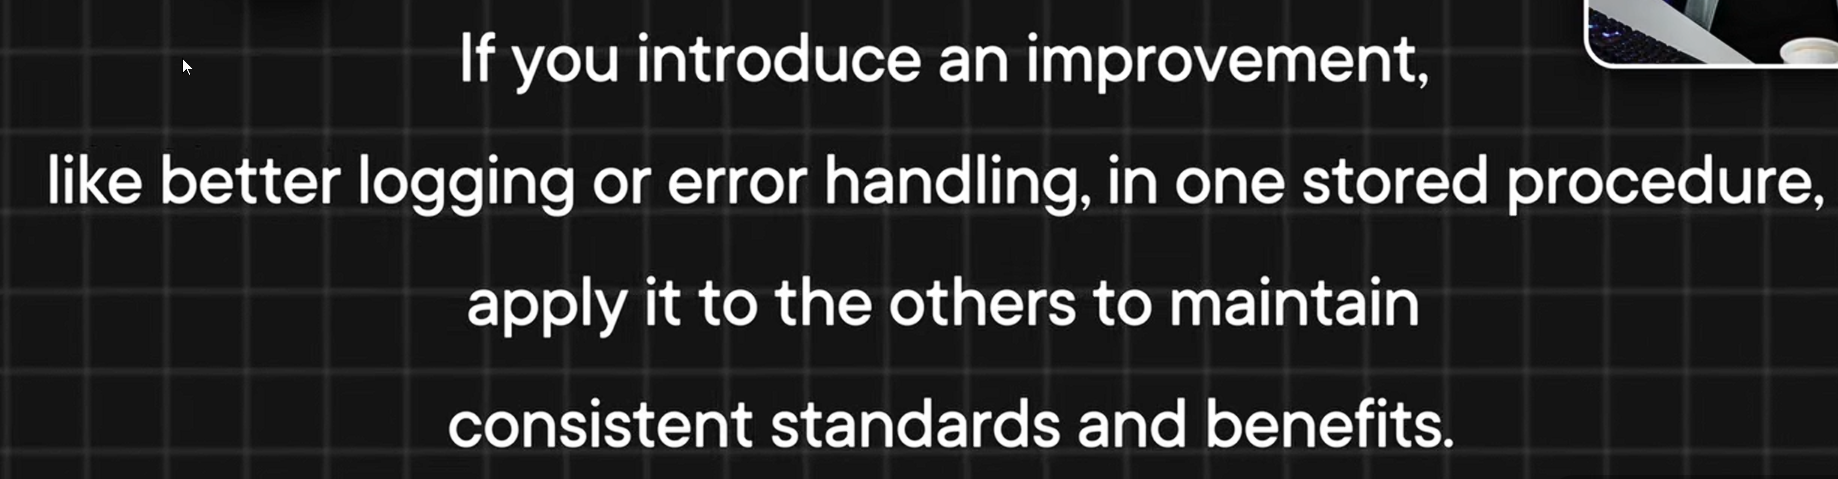 If you introduce an improvement,
like better logging or error handling, in one stored procedure,
apply it to the others to maintain
consistent standards and benefits.